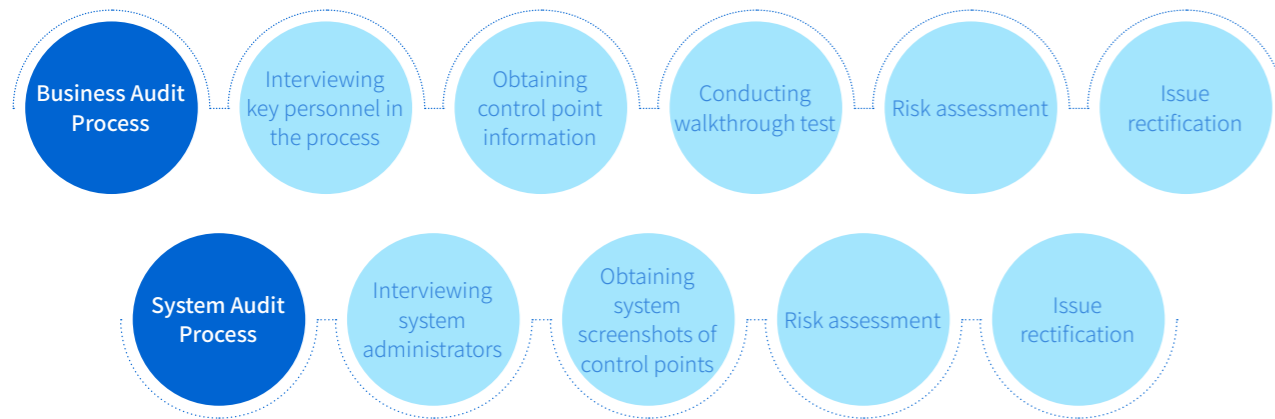 Business Audit
Process
Interviewing
key personnel in
the process
Obtaining
control point
information
Conducting
walkthrough test
Risk assessment
Issue
rectification
System Audit
Process
Interviewing
system
administrators
Obtaining
system
screenshots of
control points
Risk assessment
Issue
rectification